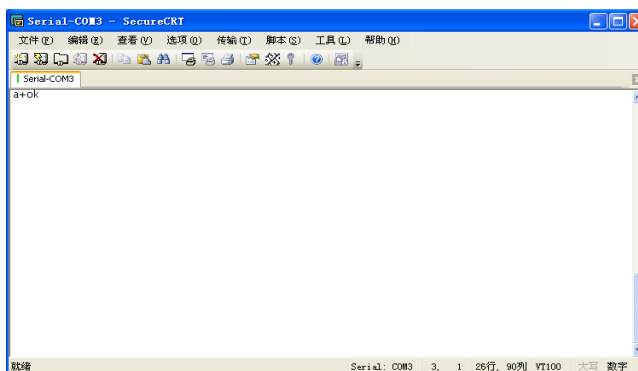 Serial-COM3 - SecureCRT
文件(F) 编辑(E) 查看(V) 选项(O) 传输(T) 脚本(S) 工具(L) 帮助(H)
Serial-COM3
a+ok
就绪 Serial: COM3 3, 1 26行, 90列 VT100 大写 数字